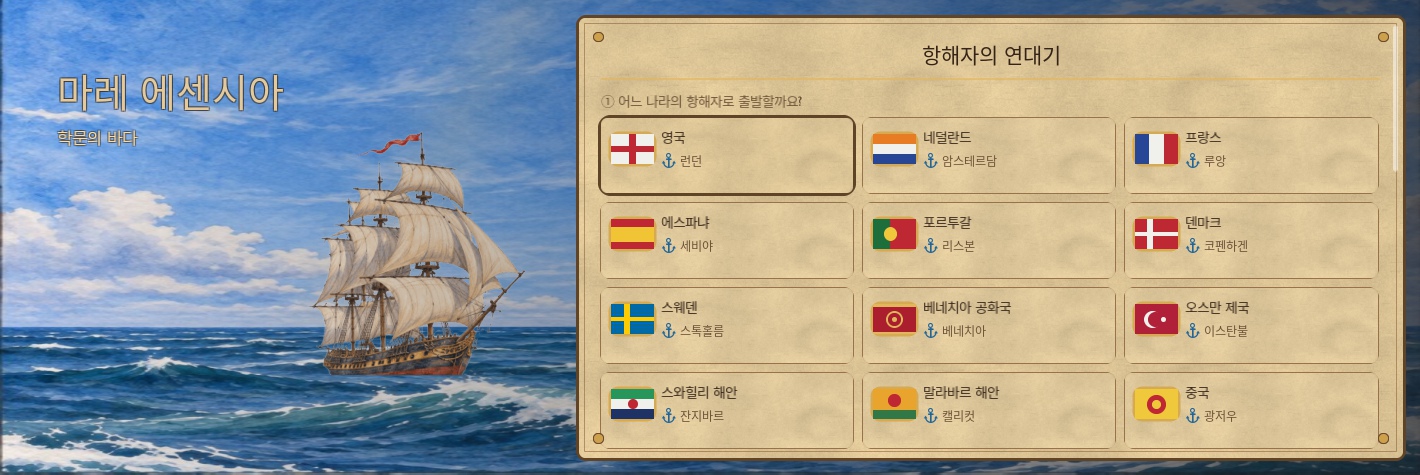 마레 에센시아
학문의 바다
항해자의 연대기
① 어느 나라의 항해자로 출발할까요?
영국
런던
네덜란드
암스테르담
프랑스
루앙
에스파냐
세비야
포르투갈
리스본
덴마크
코펜하겐
스웨덴
스톡홀름
베네치아 공화국
베네치아
오스만 제국
이스탄불
스와힐리 해안
잔지바르
말라바르 해안
캘리컷
중국
광저우